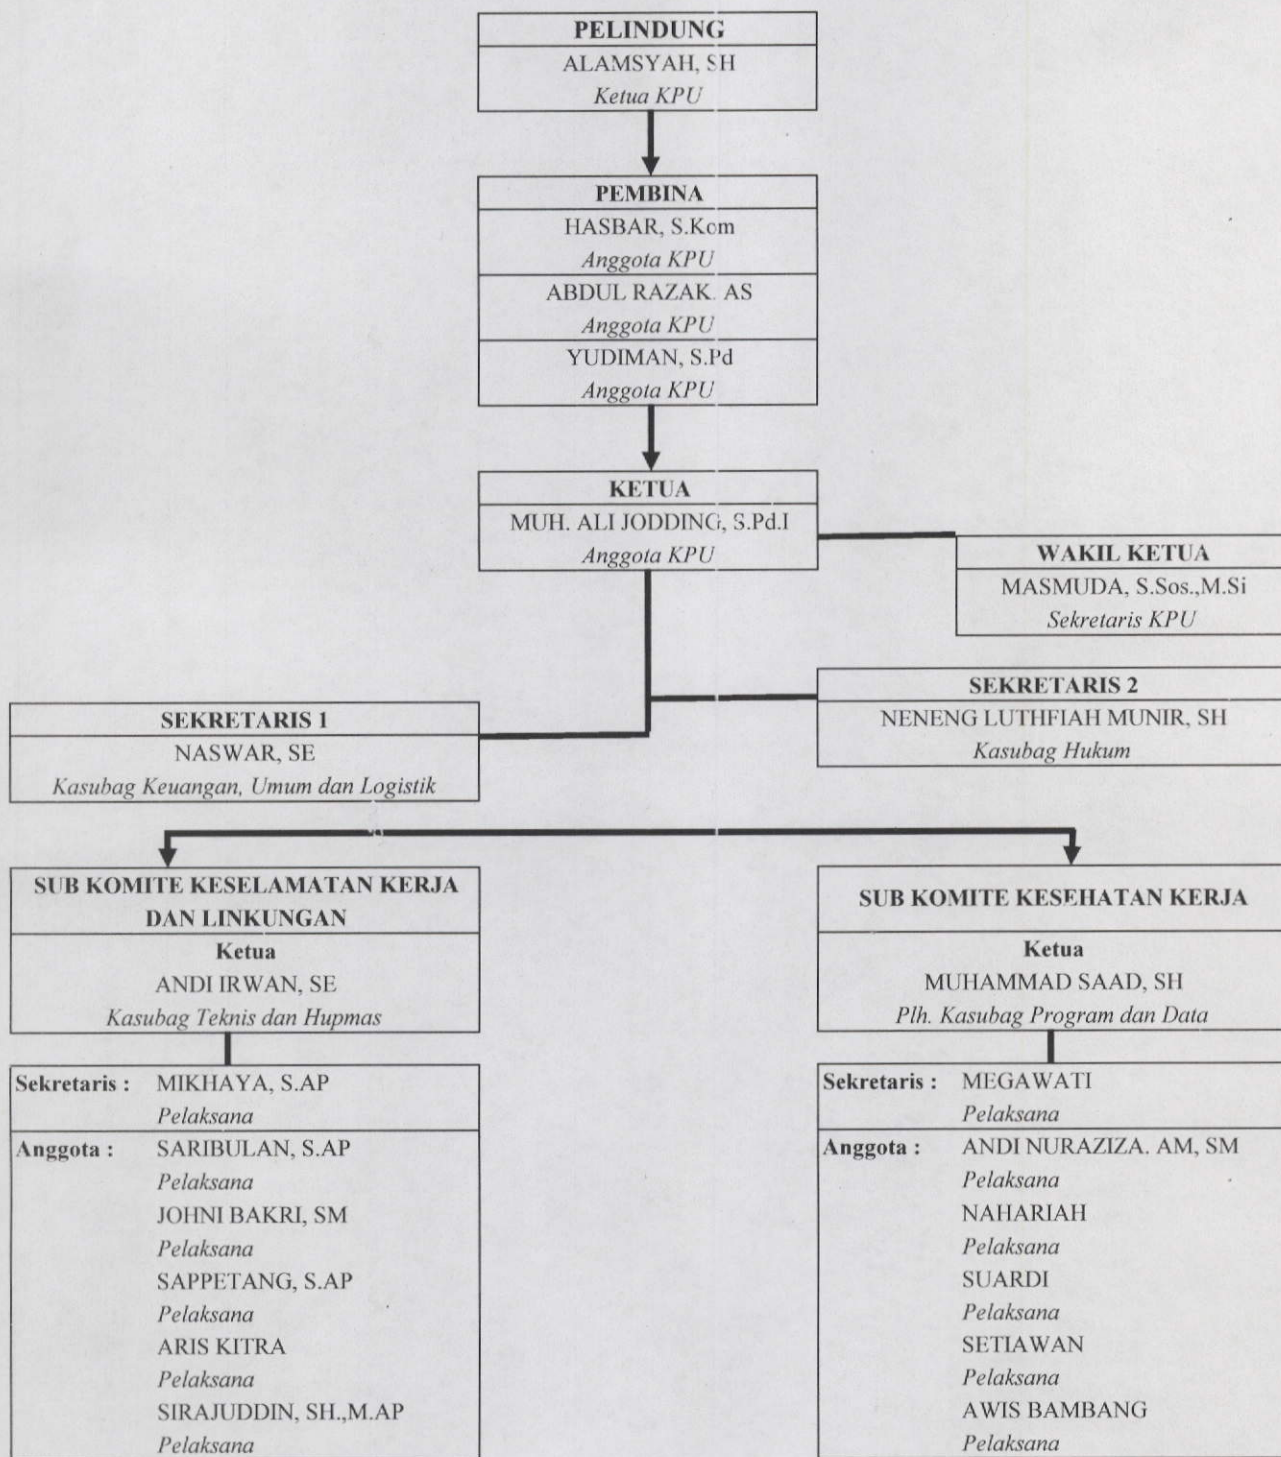 PELINDUNG
ALAMSYAH, SH
Ketua KPU
PEMBINA
HASBAR, S.Kom
Anggota KPU
ABDUL RAZAK. AS
Anggota KPU
YUDIMAN, S.Pd
Anggota KPU
KETUA
MUH. ALI JODDING, S.Pd.I
Anggota KPU
WAKIL KETUA
MASMUDA, S.Sos.,M.Si
Sekretaris KPU
SEKRETARIS 2
NENENG LUTHFIAH MUNIR, SH
Kasubag Hukum
SEKRETARIS 1
NASWAR, SE
Kasubag Keuangan, Umum dan Logistik
SUB KOMITE KESELAMATAN KERJA
DAN LINKUNGAN
Ketua
ANDI IRWAN, SE
Kasubag Teknis dan Hupmas
Sekretaris : MIKHAYA, S.AP
Pelaksana
Anggota : SARIBULAN, S.AP
Pelaksana
JOHNI BAKRI, SM
Pelaksana
SAPPETANG, S.AP
Pelaksana
ARIS KITRA
Pelaksana
SIRAJUDDIN, SH.,M.AP
Pelaksana
SUB KOMITE KESEHATAN KERJA
Ketua
MUHAMMAD SAAD, SH
Plh. Kasubag Program dan Data
Sekretaris : MEGAWATI
Pelaksana
Anggota : ANDI NURAZIZA. AM, SM
Pelaksana
NAHARIAH
Pelaksana
SUARDI
Pelaksana
SETIAWAN
Pelaksana
AWIS BAMBANG
Pelaksana